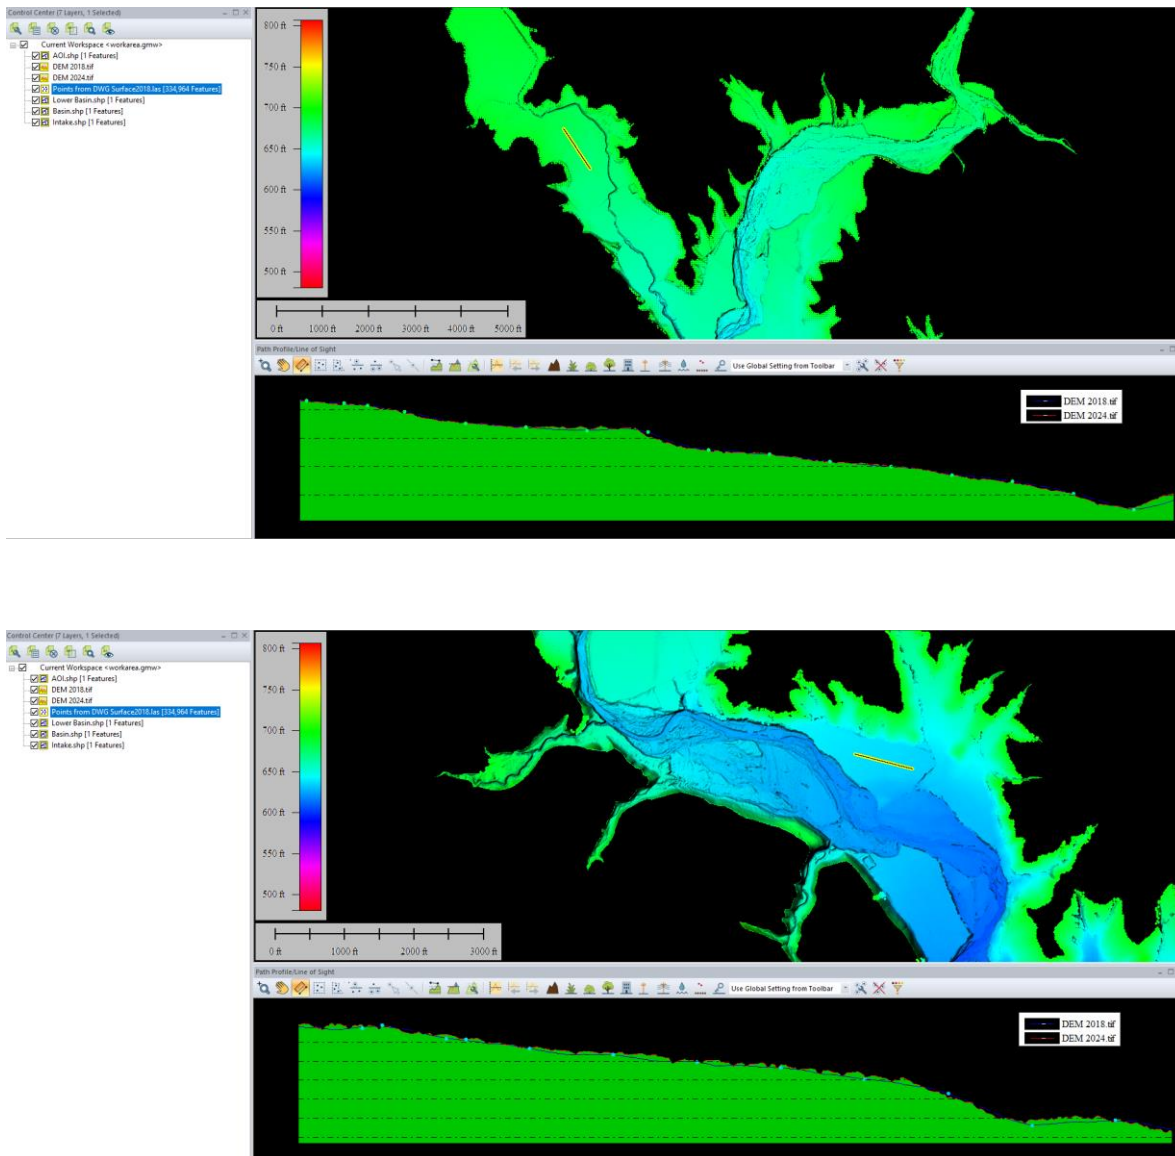 Control Center (7 Layers, 1 Selected)
Current Workspace <workarea.gmw>
AOI.shp [1 Features]
DEM 2018.tif
DEM 2024.tif
Points from DWG Surface2018.las [334,964 Features]
Lower Basin.shp [1 Features]
Basin.shp [1 Features]
Intake.shp [1 Features]
800 ft
750 ft
700 ft
650 ft
600 ft
550 ft
500 ft
0 ft 1000 ft 2000 ft 3000 ft 4000 ft 5000 ft
Path Profile/Line of Sight
Use Global Setting from Toolbar
DEM 2018.tif
DEM 2024.tif
Control Center (7 Layers, 1 Selected)
Current Workspace <workarea.gmw>
AOI.shp [1 Features]
DEM 2018.tif
DEM 2024.tif
Points from DWG Surface2018.las [334,964 Features]
Lower Basin.shp [1 Features]
Basin.shp [1 Features]
Intake.shp [1 Features]
800 ft
750 ft
700 ft
650 ft
600 ft
550 ft
500 ft
0 ft 1000 ft 2000 ft 3000 ft
Path Profile/Line of Sight
Use Global Setting from Toolbar
DEM 2018.tif
DEM 2024.tif